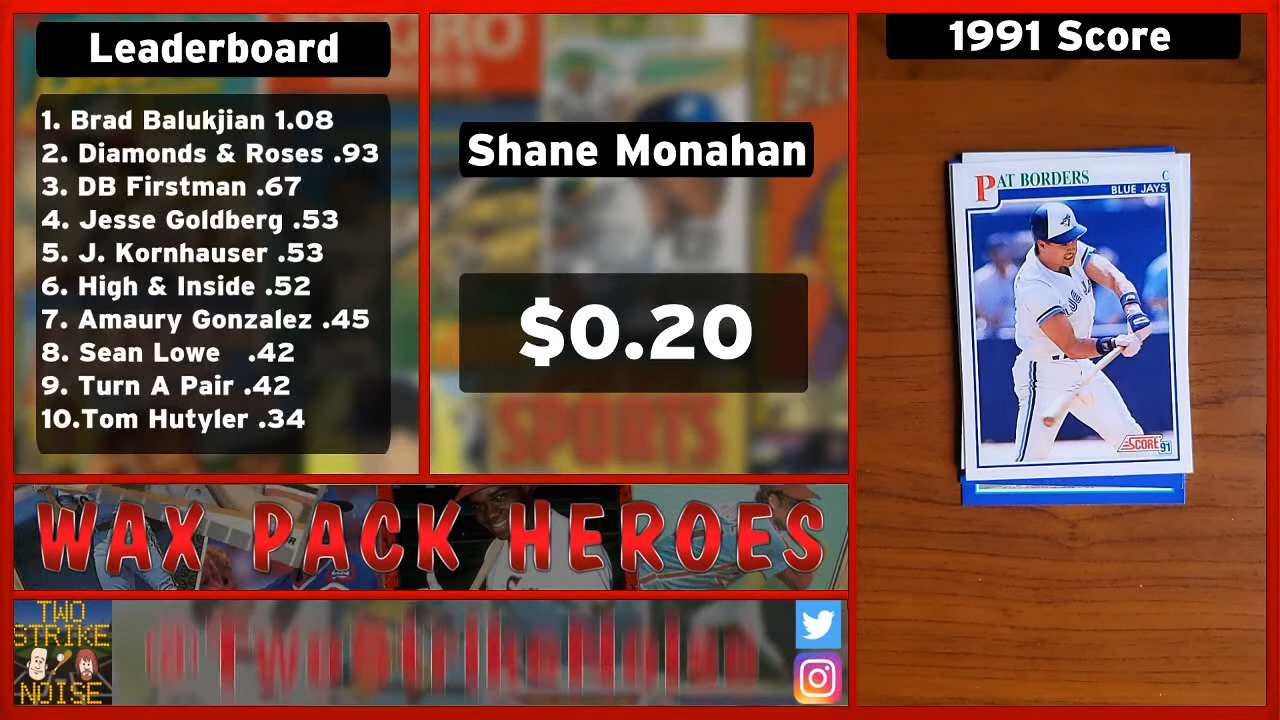 Leaderboard
1. Brad Balukjian 1.08
2. Diamonds & Roses .93
3. DB Firstman .67
4. Jesse Goldberg .53
5. J. Kornhauser .53
6. High & Inside .52
7. Amaury Gonzalez .45
8. Sean Lowe .42
9. Turn A Pair .42
10.Tom Hutyler .34
Shane Monahan
$0.20
SPORTS
WAX PACK HEROES
TWO
STRIKE
NOISE
1991 Score
PAT BORDERS C
BLUE JAYS
SCORE 91